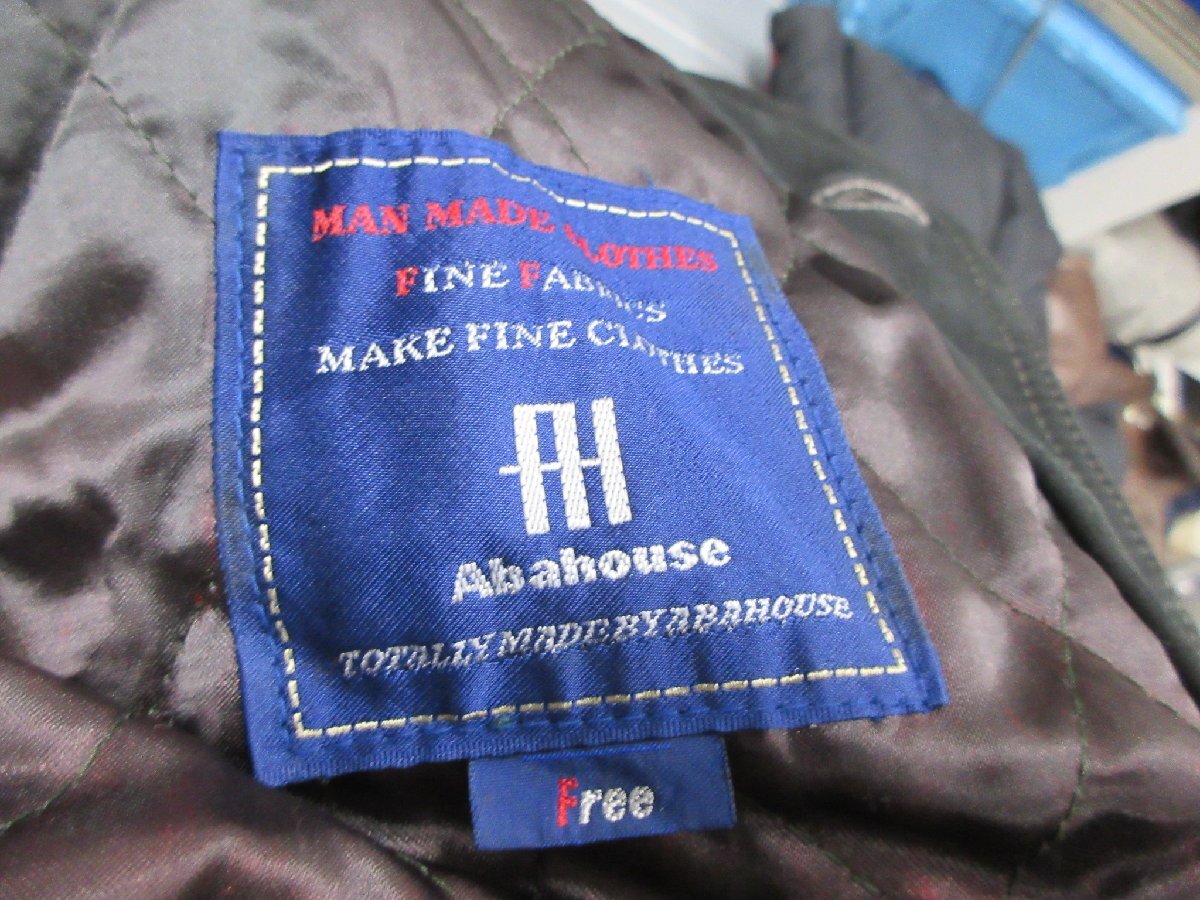 MAN MADE CLOTHES
FINE FABRICS
MAKE FINE CLOTHES
AH
Abahouse
TOTALLY MADE BY ABAHOUSE
Free